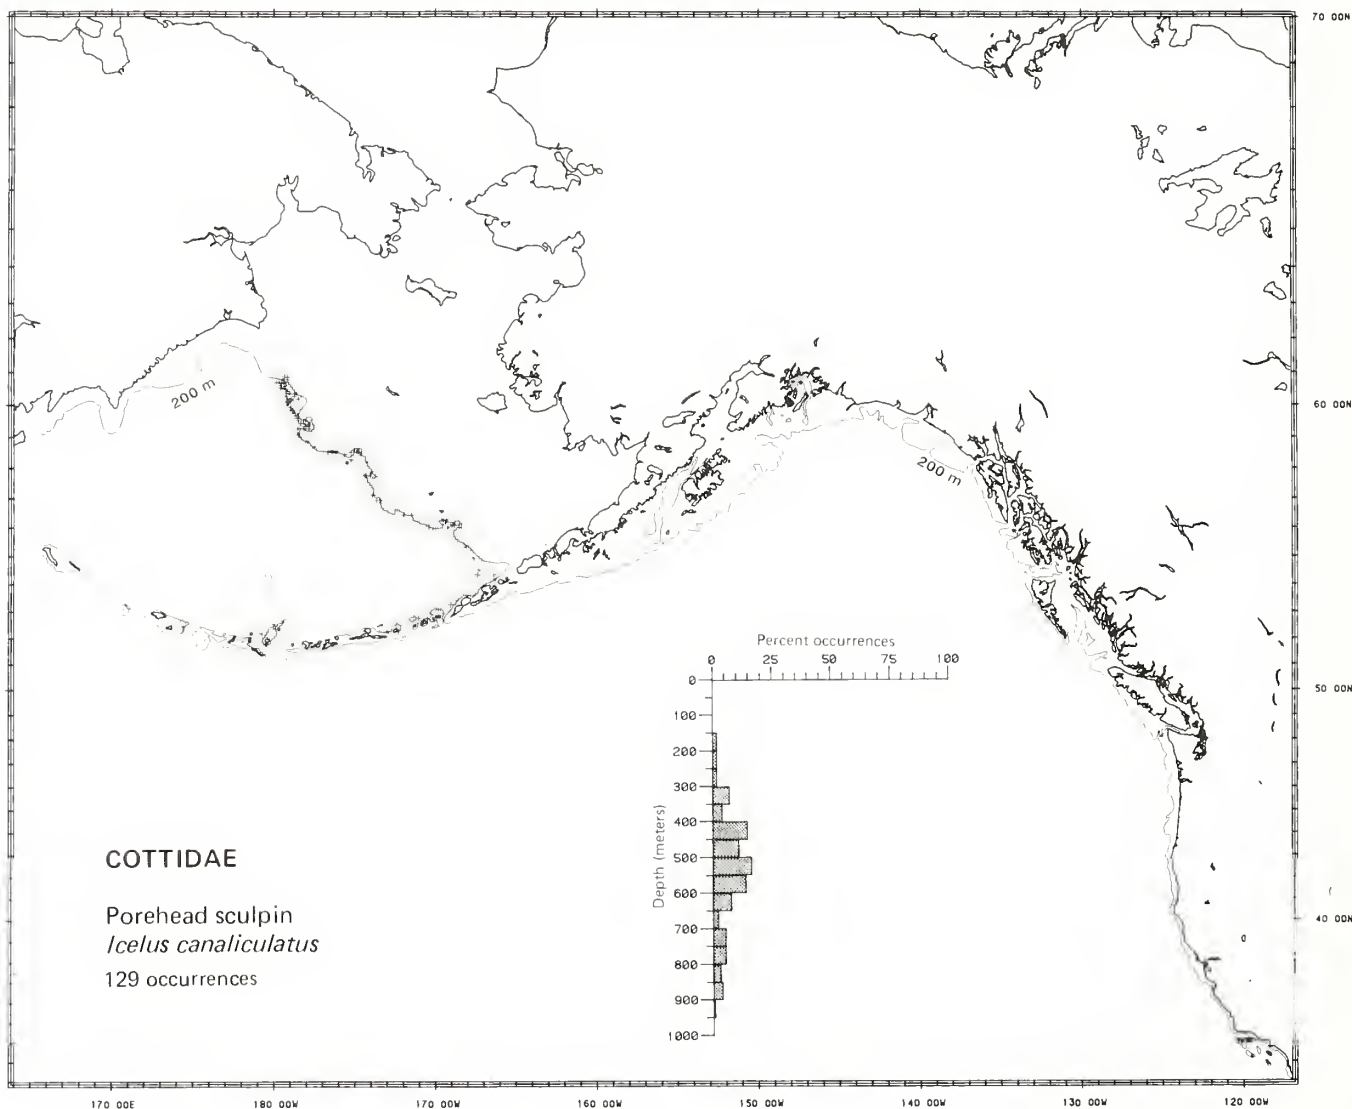 70 00N
200 m
60 00N
200 m
Percent occurrences
0 25 50 75 100
50 00N
0
100
200
300
400
500
600
700
800
900
1000
Depth (meters)
COTTIDAE
Porehead sculpin
Icelus canaliculatus
129 occurrences
40 00N
170 00E 180 00W 170 00W 160 00W 150 00W 140 00W 130 00W 120 00W